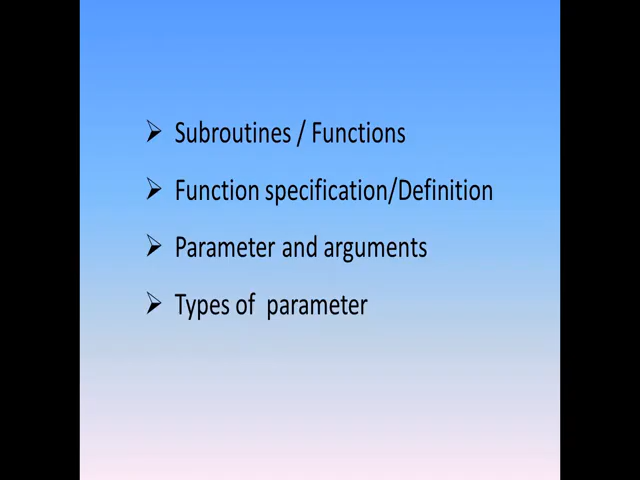 ➢ Subroutines / Functions
➢ Function specification/Definition
➢ Parameter and arguments
➢ Types of parameter